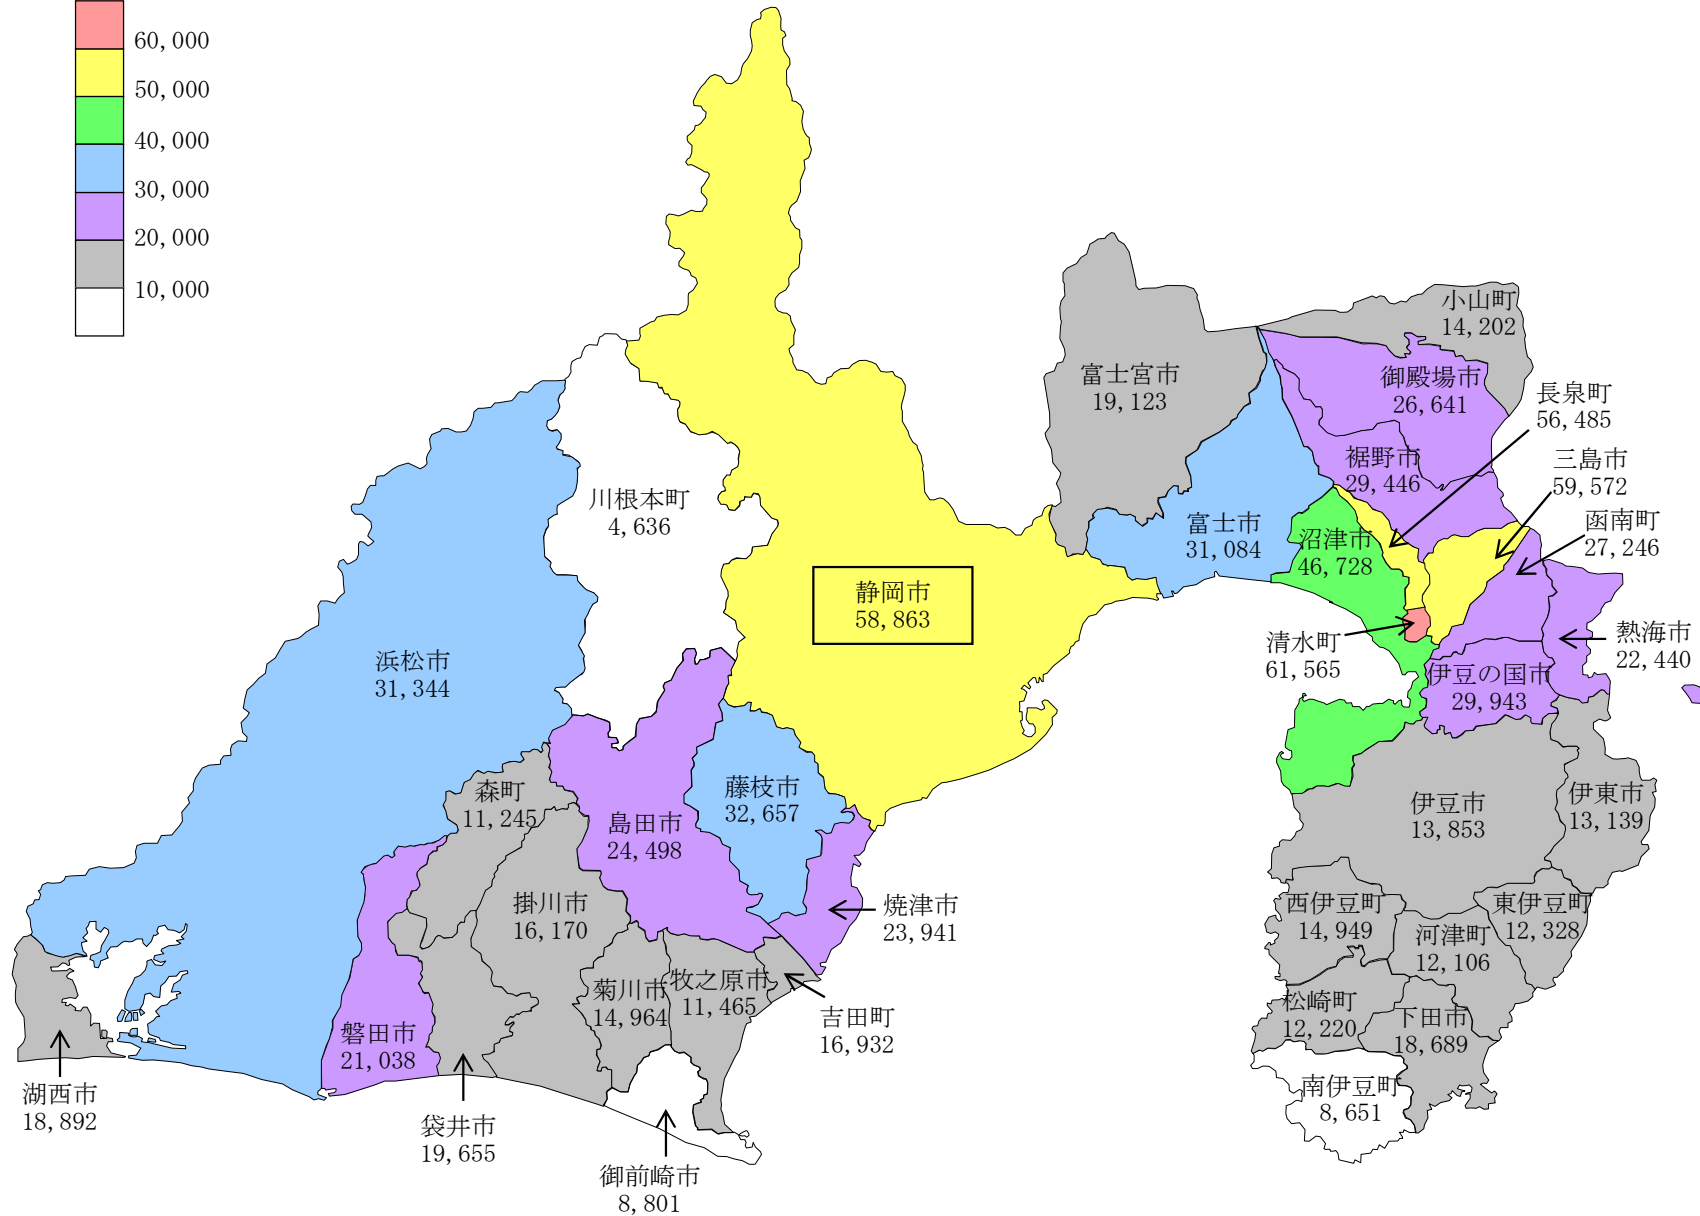 60,000
50,000
40,000
30,000
20,000
10,000
小山町
14,202
富士宮市
19,123
御殿場市
26,641
長泉町
56,485
裾野市
29,446
三島市
59,572
川根本町
4,636
富士市
31,084
沼津市
46,728
函南町
27,246
静岡市
58,863
清水町
61,565
熱海市
22,440
浜松市
31,344
伊豆の国市
29,943
森町
11,245
藤枝市
32,657
島田市
24,498
伊豆市
13,853
伊東市
13,139
掛川市
16,170
焼津市
23,941
西伊豆町
14,949
東伊豆町
12,328
河津町
12,106
菊川市
14,964
牧之原市
11,465
松崎町
12,220
吉田町
16,932
下田市
18,689
磐田市
21,038
湖西市
18,892
南伊豆町
8,651
袋井市
19,655
御前崎市
8,801